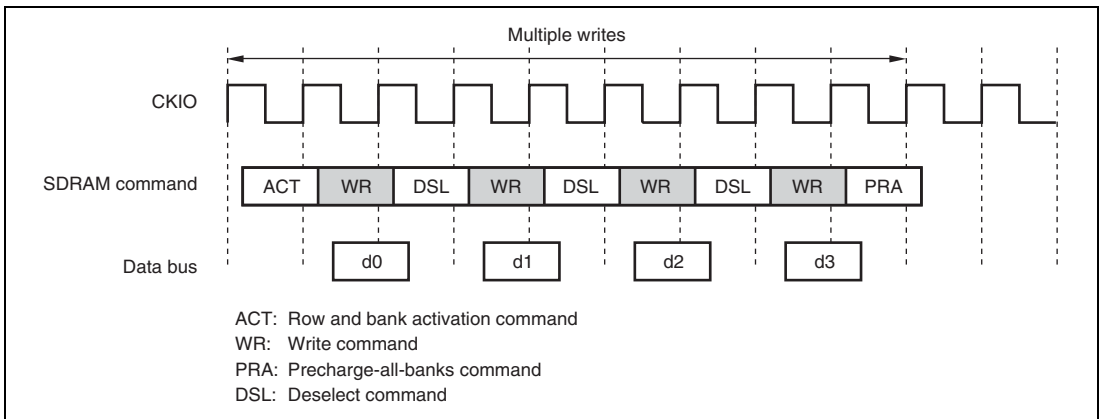 Multiple writes
CKIO
SDRAM command
ACT WR DSL WR DSL WR DSL WR PRA
Data bus
d0 d1 d2 d3
ACT: Row and bank activation command
WR: Write command
PRA: Precharge-all-banks command
DSL: Deselect command